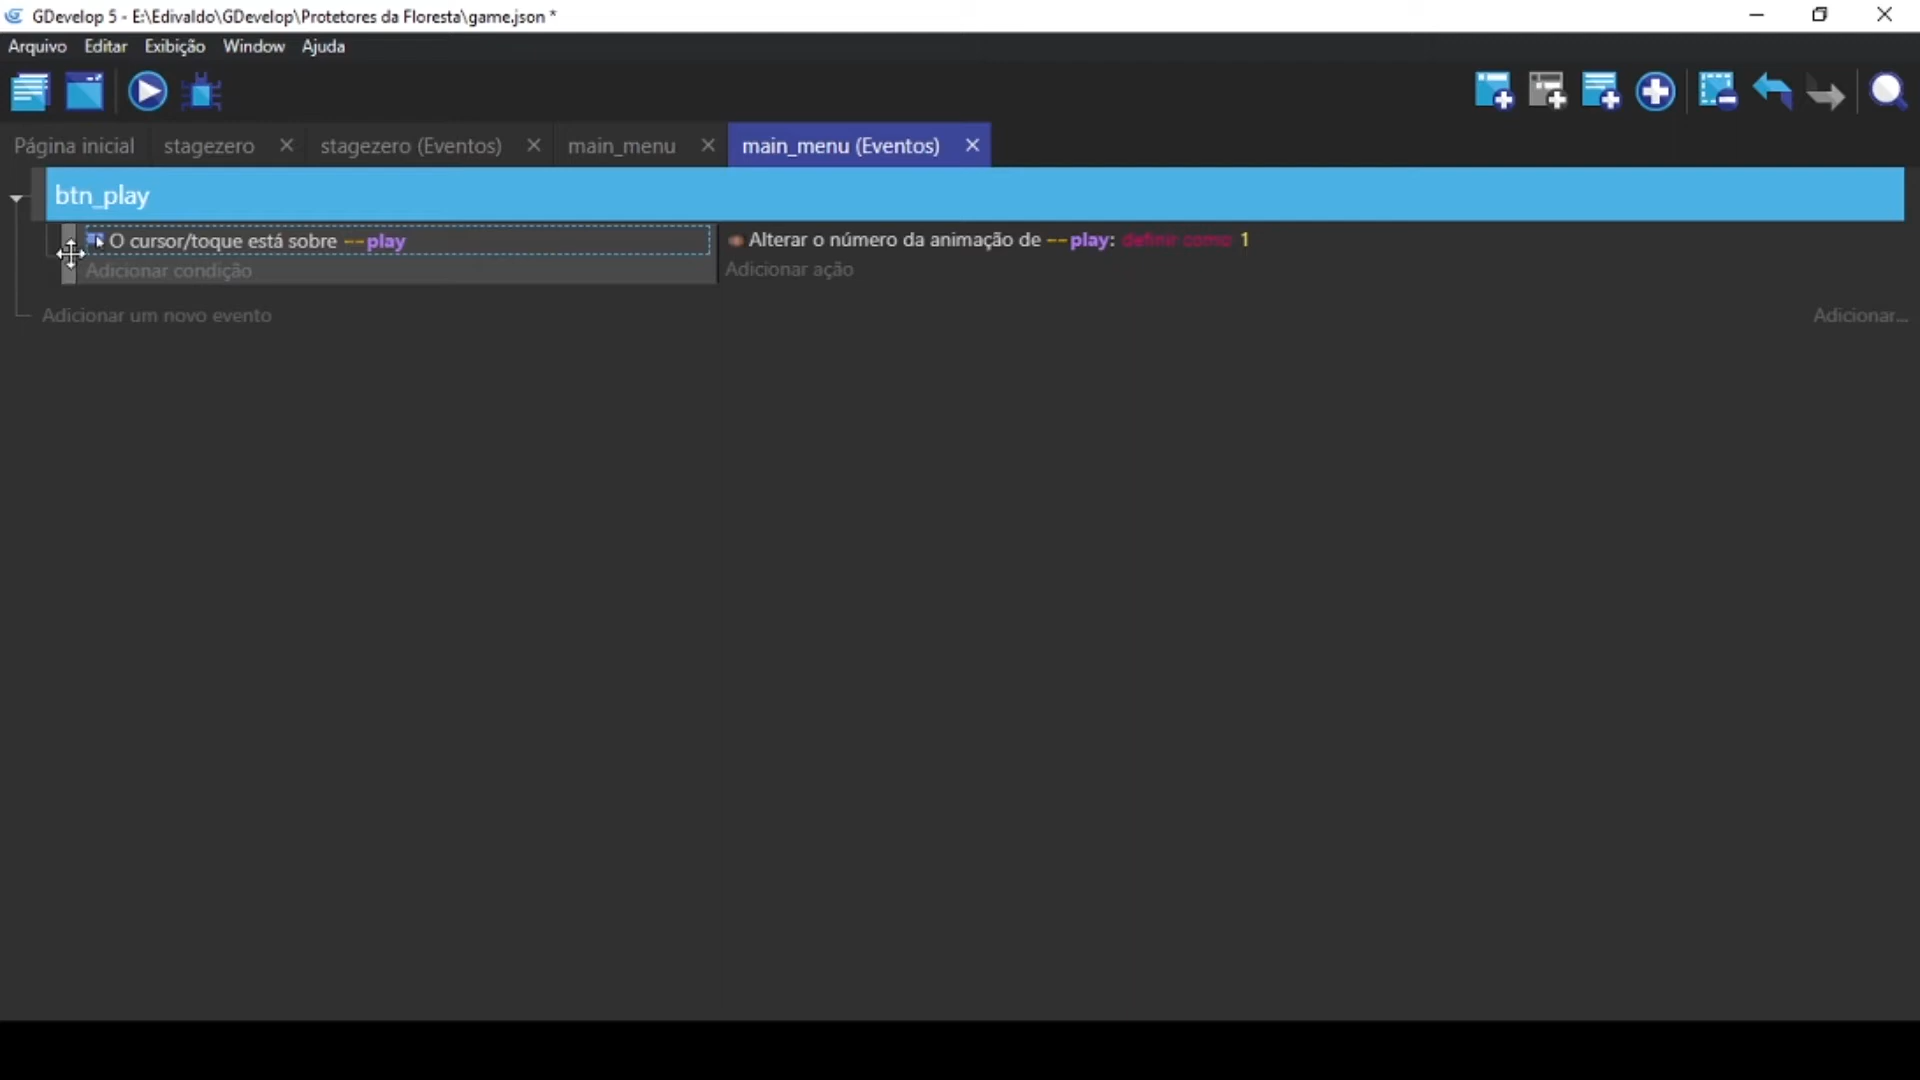 GDevelop 5 - E:\Edivaldo\GDevelop\Protetores da Floresta\game.json *
Arquivo Editar Exibição Window Ajuda
Página inicial stagezero stagezero (Eventos) main_menu main_menu (Eventos)
btn_play
O cursor/toque está sobre play Alterar o número da animação de play: definir como 1
Adicionar condição Adicionar ação
Adicionar um novo evento Adicionar...